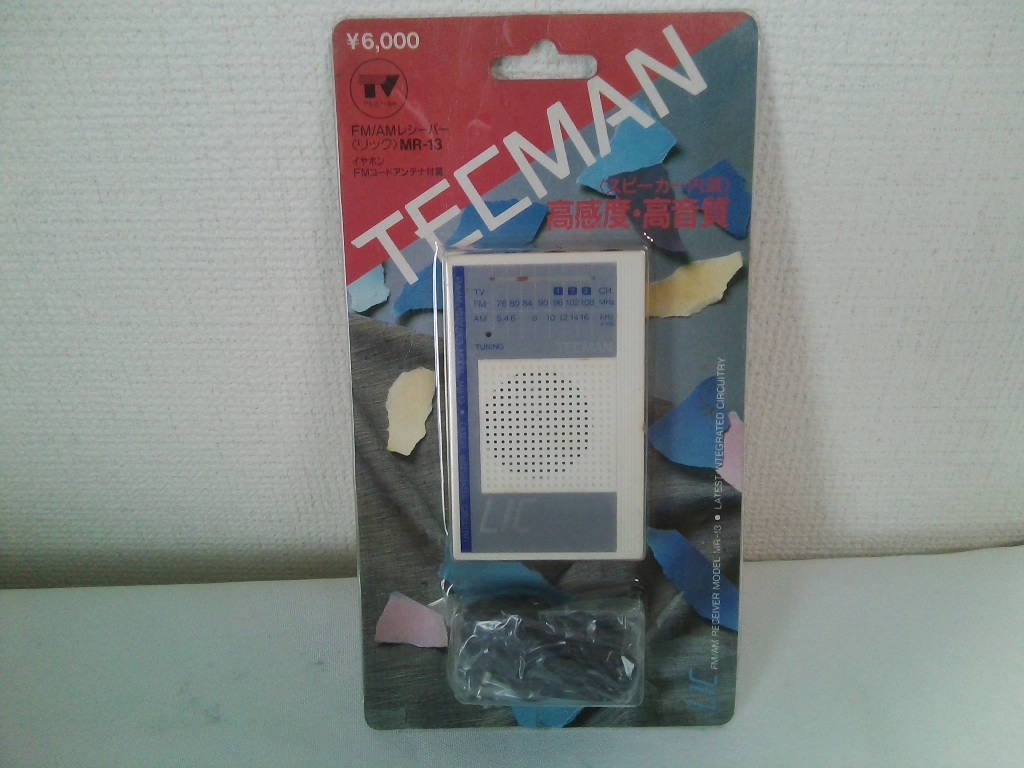 ¥6,000
TV
FM/AMレシーバー
〈リック〉MR-13
イヤホン
FMコードアンテナ付属
TECMAN
〈スピーカー内蔵〉
高感度・高音質
TV 1 2 3 CH
FM 76 80 84 90 96 102 108 MHz
AM 5.4 6 8 10 12 14 16 KHz
TUNING
TECMAN
LIC
LIC FM/AM RECEIVER MODEL MR-13 ● LATEST INTEGRATED CIRCUITRY